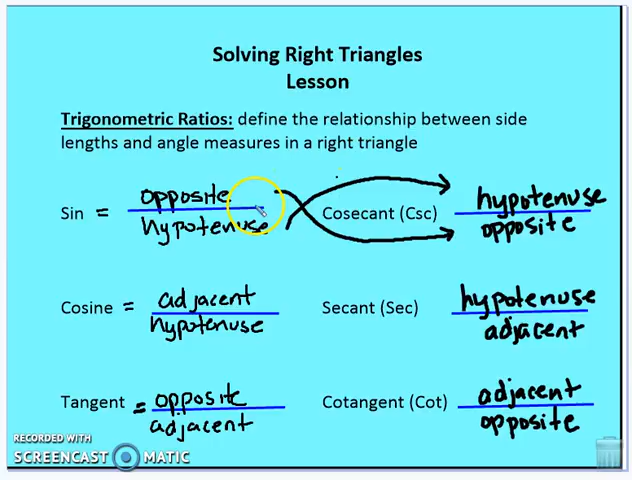 Solving Right Triangles
Lesson
Trigonometric Ratios: define the relationship between side
lengths and angle measures in a right triangle
Sin = opposite / hypotenuse Cosecant (Csc) hypotenuse / opposite
Cosine = adjacent / hypotenuse Secant (Sec) hypotenuse / adjacent
Tangent = opposite / adjacent Cotangent (Cot) adjacent / opposite
RECORDED WITH
SCREENCAST MATIC